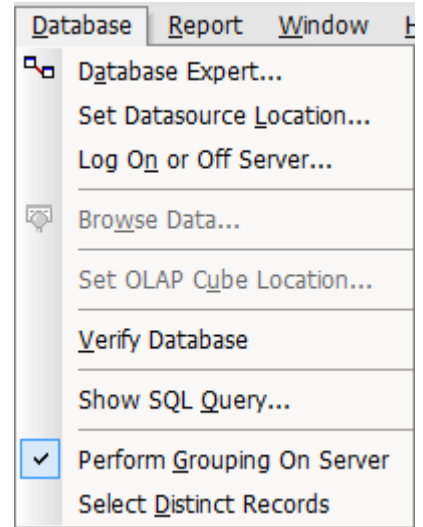 Database Report Window H
Database Expert...
Set Datasource Location...
Log On or Off Server...
Browse Data...
Set OLAP Cube Location...
Verify Database
Show SQL Query...
Perform Grouping On Server
Select Distinct Records